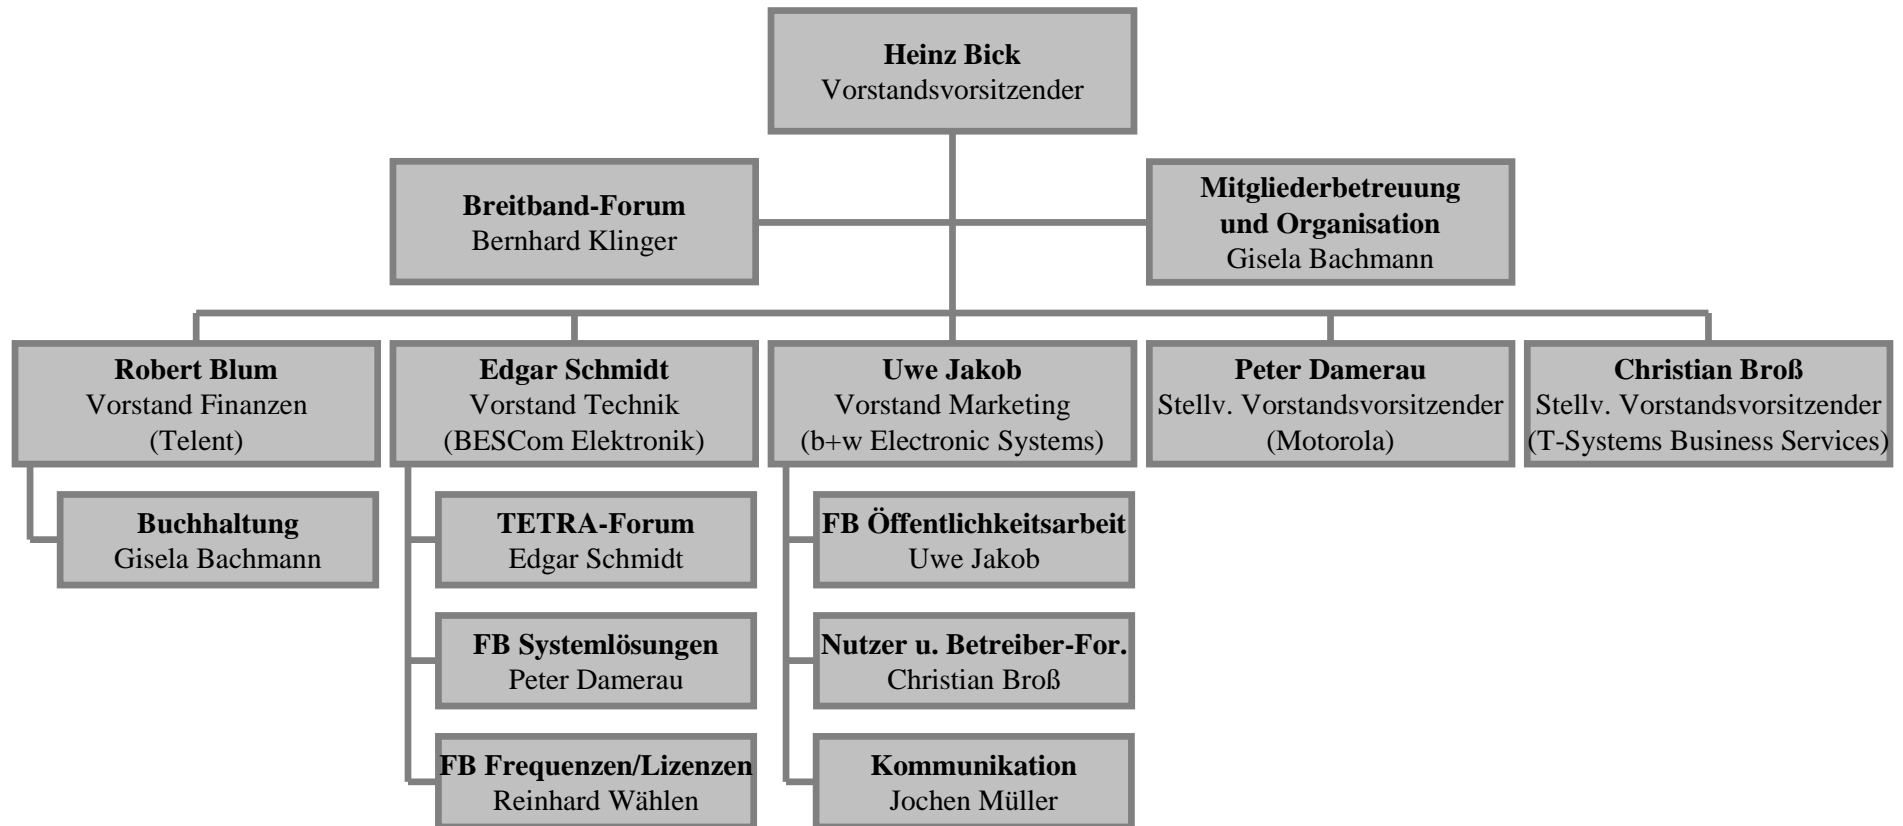 Heinz Bick
Vorstandsvorsitzender
Breitband-Forum
Bernhard Klinger
Mitgliederbetreuung
und Organisation
Gisela Bachmann
Robert Blum
Vorstand Finanzen
(Telent)
Edgar Schmidt
Vorstand Technik
(BESCom Elektronik)
Uwe Jakob
Vorstand Marketing
(b+w Electronic Systems)
Peter Damerau
Stellv. Vorstandsvorsitzender
(Motorola)
Christian Broß
Stellv. Vorstandsvorsitzender
(T-Systems Business Services)
Buchhaltung
Gisela Bachmann
TETRA-Forum
Edgar Schmidt
FB Systemlösungen
Peter Damerau
FB Frequenzen/Lizenzen
Reinhard Wählen
FB Öffentlichkeitsarbeit
Uwe Jakob
Nutzer u. Betreiber-For.
Christian Broß
Kommunikation
Jochen Müller